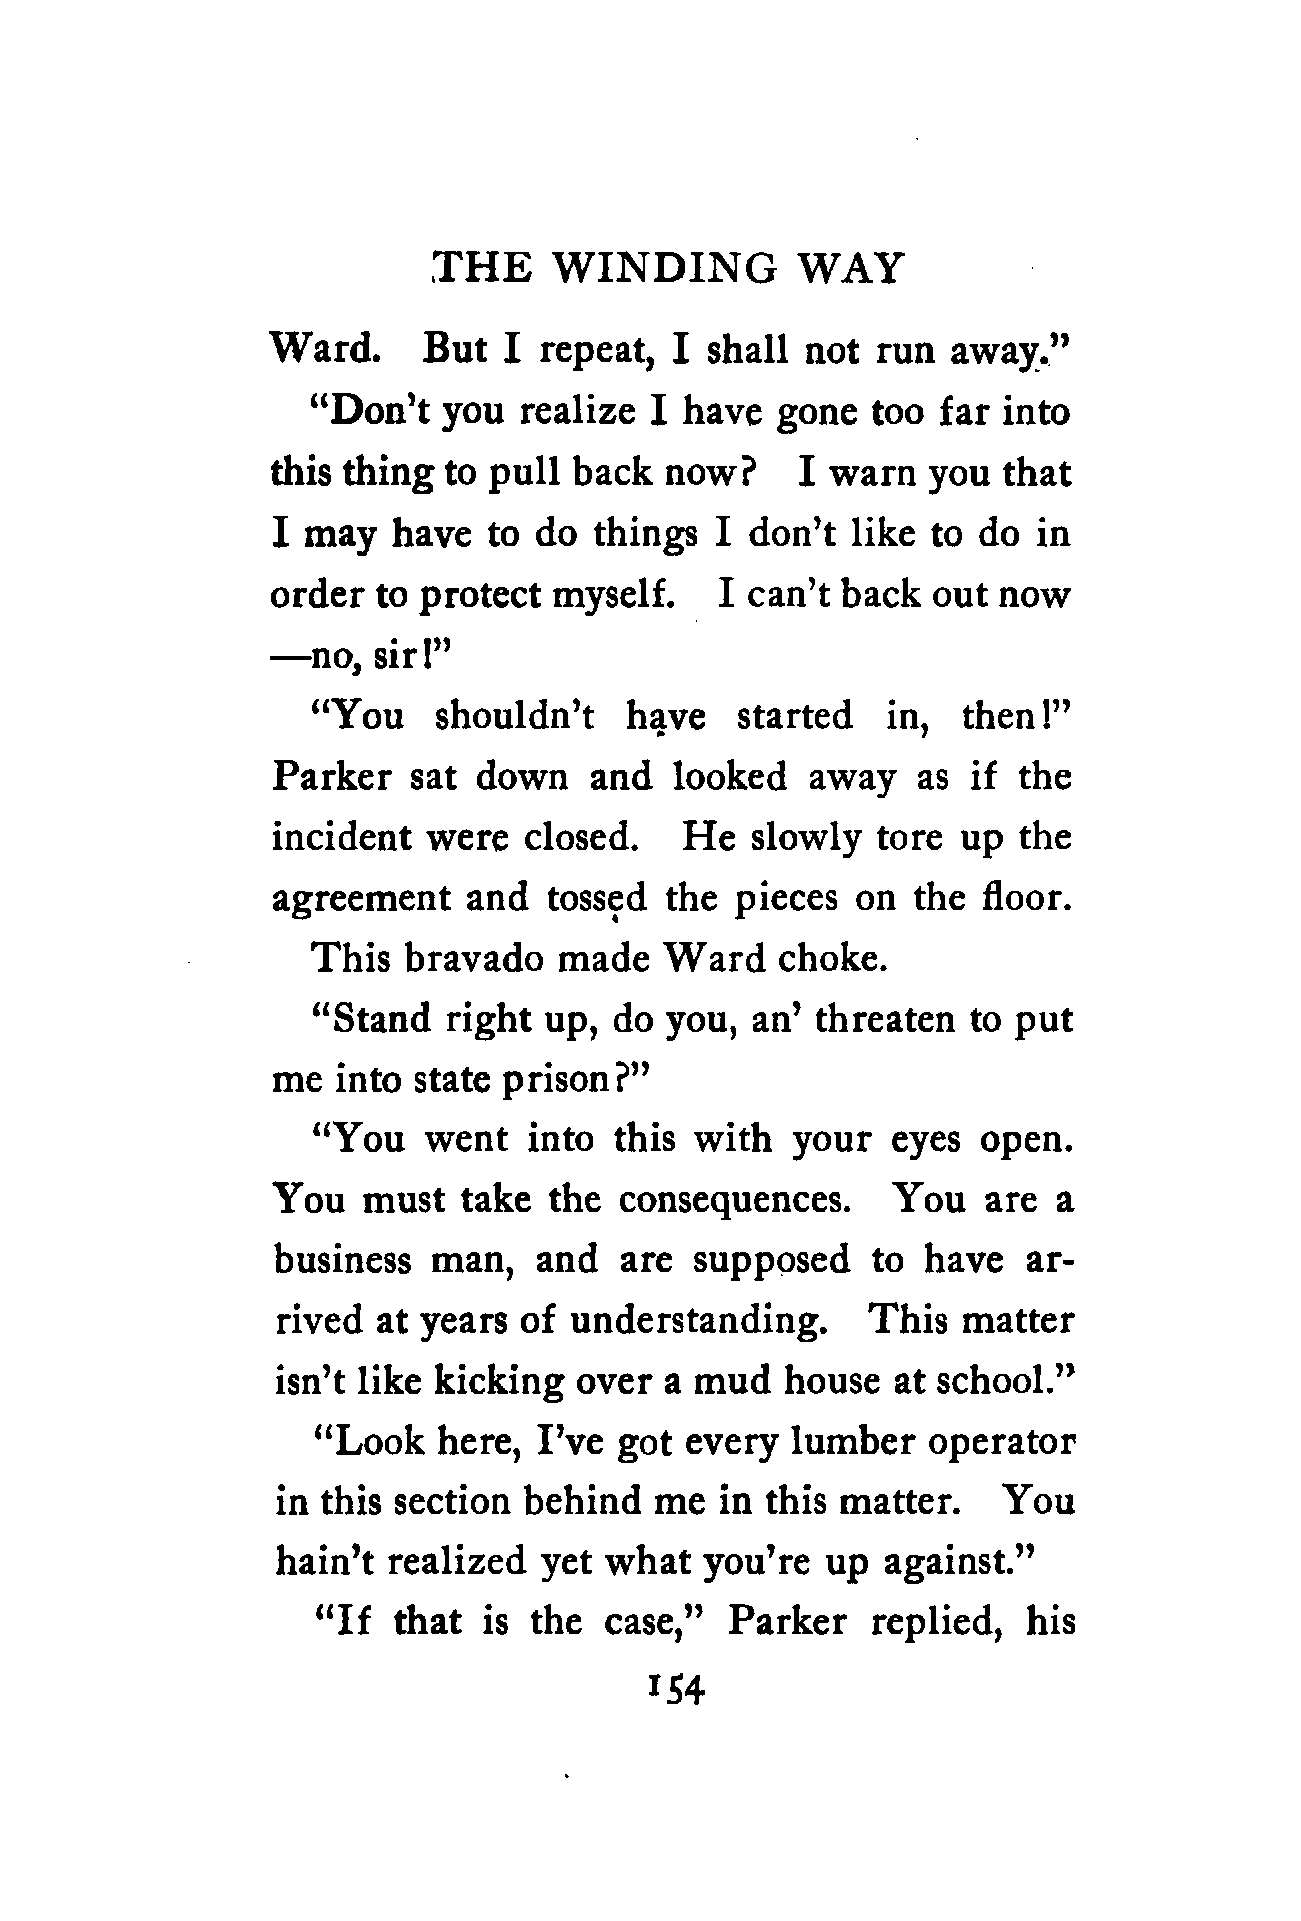 THE WINDING WAY
Ward. But I repeat, I shall not run away."
"Don't you realize I have gone too far into
this thing to pull back now? I warn you that
I may have to do things I don't like to do in
order to protect myself. I can't back out now
—no, sir!"
"You shouldn't have started in, then!"
Parker sat down and looked away as if the
incident were closed. He slowly tore up the
agreement and tossed the pieces on the floor.
This bravado made Ward choke.
"Stand right up, do you, an' threaten to put
me into state prison?"
"You went into this with your eyes open.
You must take the consequences. You are a
business man, and are supposed to have ar-
rived at years of understanding. This matter
isn't like kicking over a mud house at school."
"Look here, I've got every lumber operator
in this section behind me in this matter. You
hain't realized yet what you're up against."
"If that is the case," Parker replied, his
154